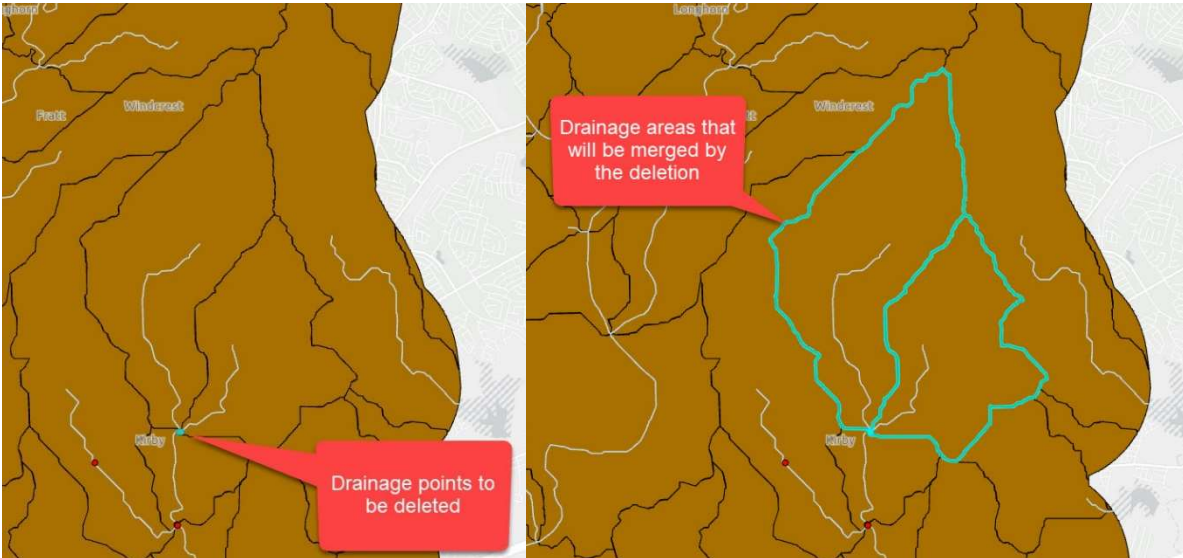 Longhorn
Windcrest
Fratt
Kirby
Drainage points to
be deleted
Longhorn
Windcrest
Drainage areas that
will be merged by
the deletion
Kirby